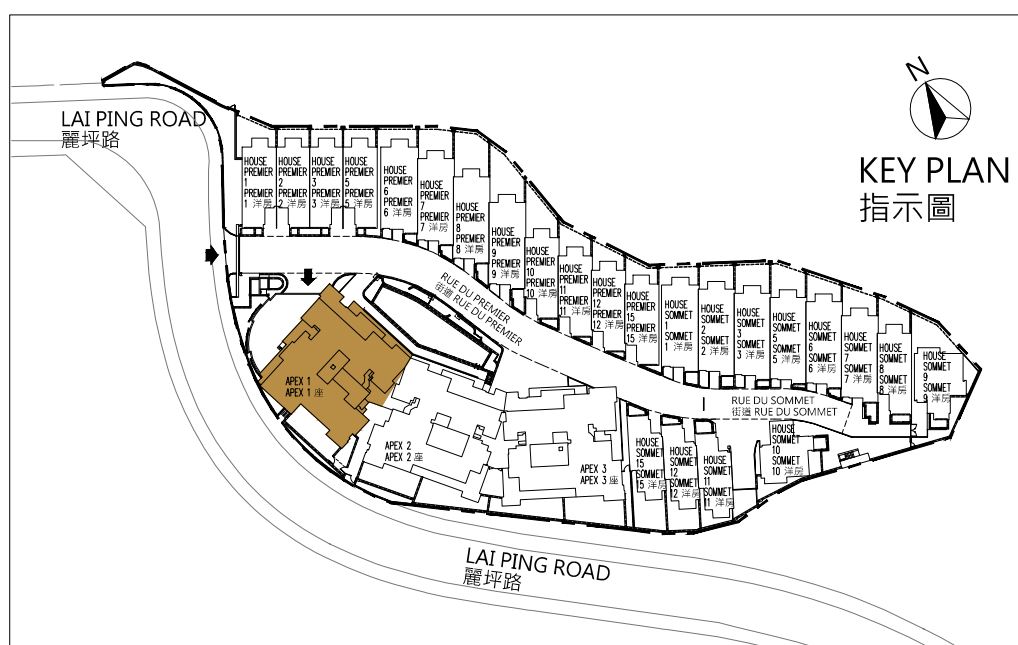 N
KEY PLAN
指示圖
LAI PING ROAD
麗坪路
HOUSE
PREMIER
1
PREMIER
1 洋房
HOUSE
PREMIER
2
PREMIER
2 洋房
HOUSE
PREMIER
3
PREMIER
3 洋房
HOUSE
PREMIER
5
PREMIER
5 洋房
HOUSE
PREMIER
6
PREMIER
6 洋房
HOUSE
PREMIER
7
PREMIER
7 洋房
HOUSE
PREMIER
8
PREMIER
8 洋房
HOUSE
PREMIER
9
PREMIER
9 洋房
HOUSE
PREMIER
10
PREMIER
10 洋房
HOUSE
PREMIER
11
PREMIER
11 洋房
HOUSE
PREMIER
12
PREMIER
12 洋房
HOUSE
PREMIER
15
PREMIER
15 洋房
HOUSE
SOMMET
1
SOMMET
1 洋房
HOUSE
SOMMET
2
SOMMET
2 洋房
HOUSE
SOMMET
3
SOMMET
3 洋房
HOUSE
SOMMET
5
SOMMET
5 洋房
HOUSE
SOMMET
6
SOMMET
6 洋房
HOUSE
SOMMET
7
SOMMET
7 洋房
HOUSE
SOMMET
8
SOMMET
8 洋房
HOUSE
SOMMET
9
SOMMET
9 洋房
RUE DU PREMIER
街道 RUE DU PREMIER
RUE DU SOMMET
街道 RUE DU SOMMET
APEX 1
APEX 1 座
APEX 2
APEX 2 座
APEX 3
APEX 3 座
HOUSE
SOMMET
15
SOMMET
15 洋房
HOUSE
SOMMET
12
SOMMET
12 洋房
HOUSE
SOMMET
11
SOMMET
11 洋房
HOUSE
SOMMET
10
SOMMET
10 洋房
LAI PING ROAD
麗坪路